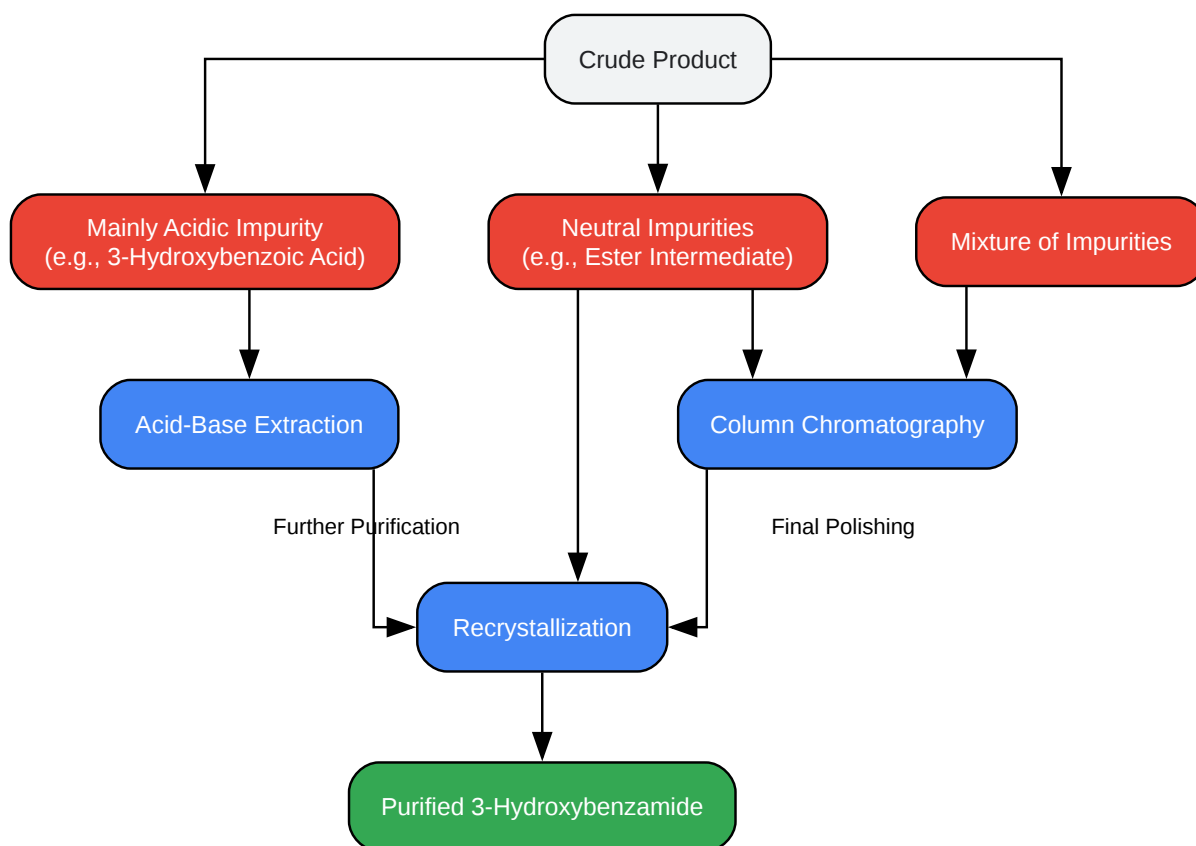 Crude Product
Mainly Acidic Impurity
(e.g., 3-Hydroxybenzoic Acid)
Neutral Impurities
(e.g., Ester Intermediate)
Mixture of Impurities
Acid-Base Extraction
Column Chromatography
Further Purification
Final Polishing
Recrystallization
Purified 3-Hydroxybenzamide